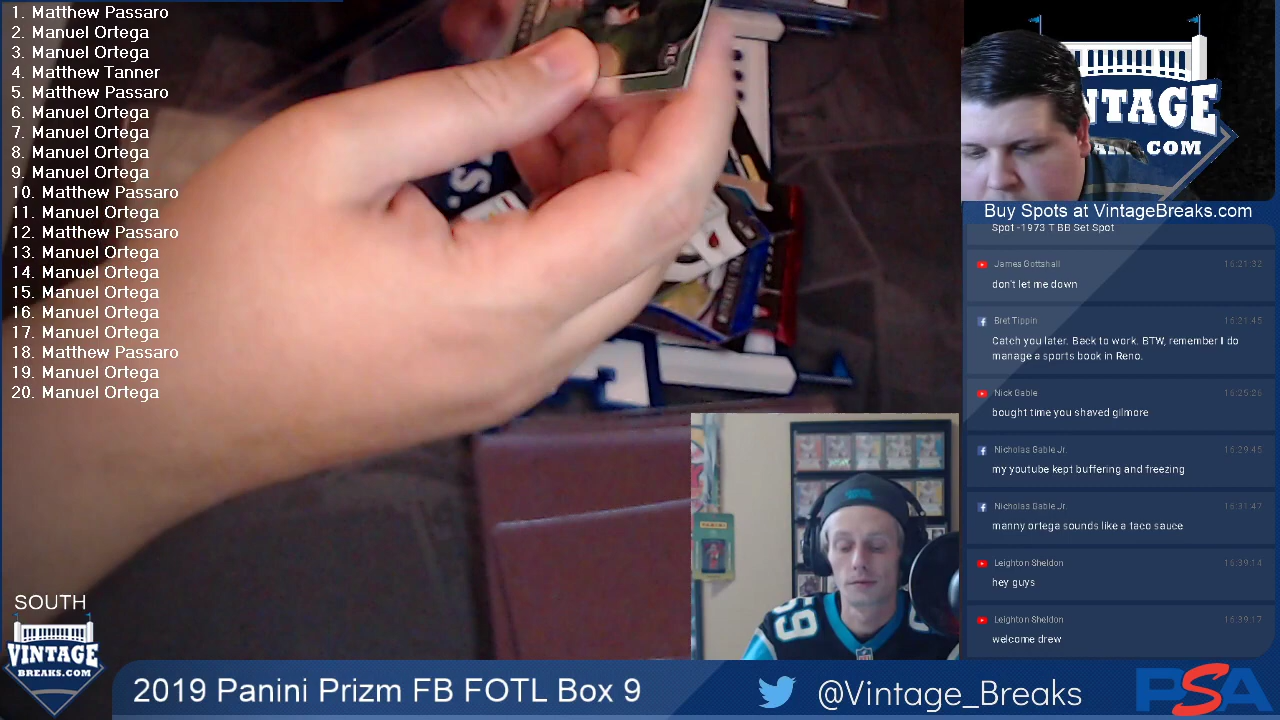 1. Matthew Passaro
2. Manuel Ortega
3. Manuel Ortega
4. Matthew Tanner
5. Matthew Passaro
6. Manuel Ortega
7. Manuel Ortega
8. Manuel Ortega
9. Manuel Ortega
10. Matthew Passaro
11. Manuel Ortega
12. Matthew Passaro
13. Manuel Ortega
14. Manuel Ortega
15. Manuel Ortega
16. Manuel Ortega
17. Manuel Ortega
18. Matthew Passaro
19. Manuel Ortega
20. Manuel Ortega
SOUTH
VINTAGE
BREAKS.COM
NTAGE
.COM
Buy Spots at VintageBreaks.com
Spot -1973 T BB Set Spot
James Gottshall 16:21:32
don't let me down
Bret Tippin 16:21:45
Catch you later. Back to work. BTW, remember I do
manage a sports book in Reno.
Nick Gable 16:25:26
bought time you shaved gilmore
Nicholas Gable Jr. 16:29:45
my youtube kept buffering and freezing
Nicholas Gable Jr. 16:31:47
manny ortega sounds like a taco sauce
Leighton Sheldon 16:39:14
hey guys
Leighton Sheldon 16:39:17
welcome drew
59
2019 Panini Prizm FB FOTL Box 9
@Vintage_Breaks
PSA